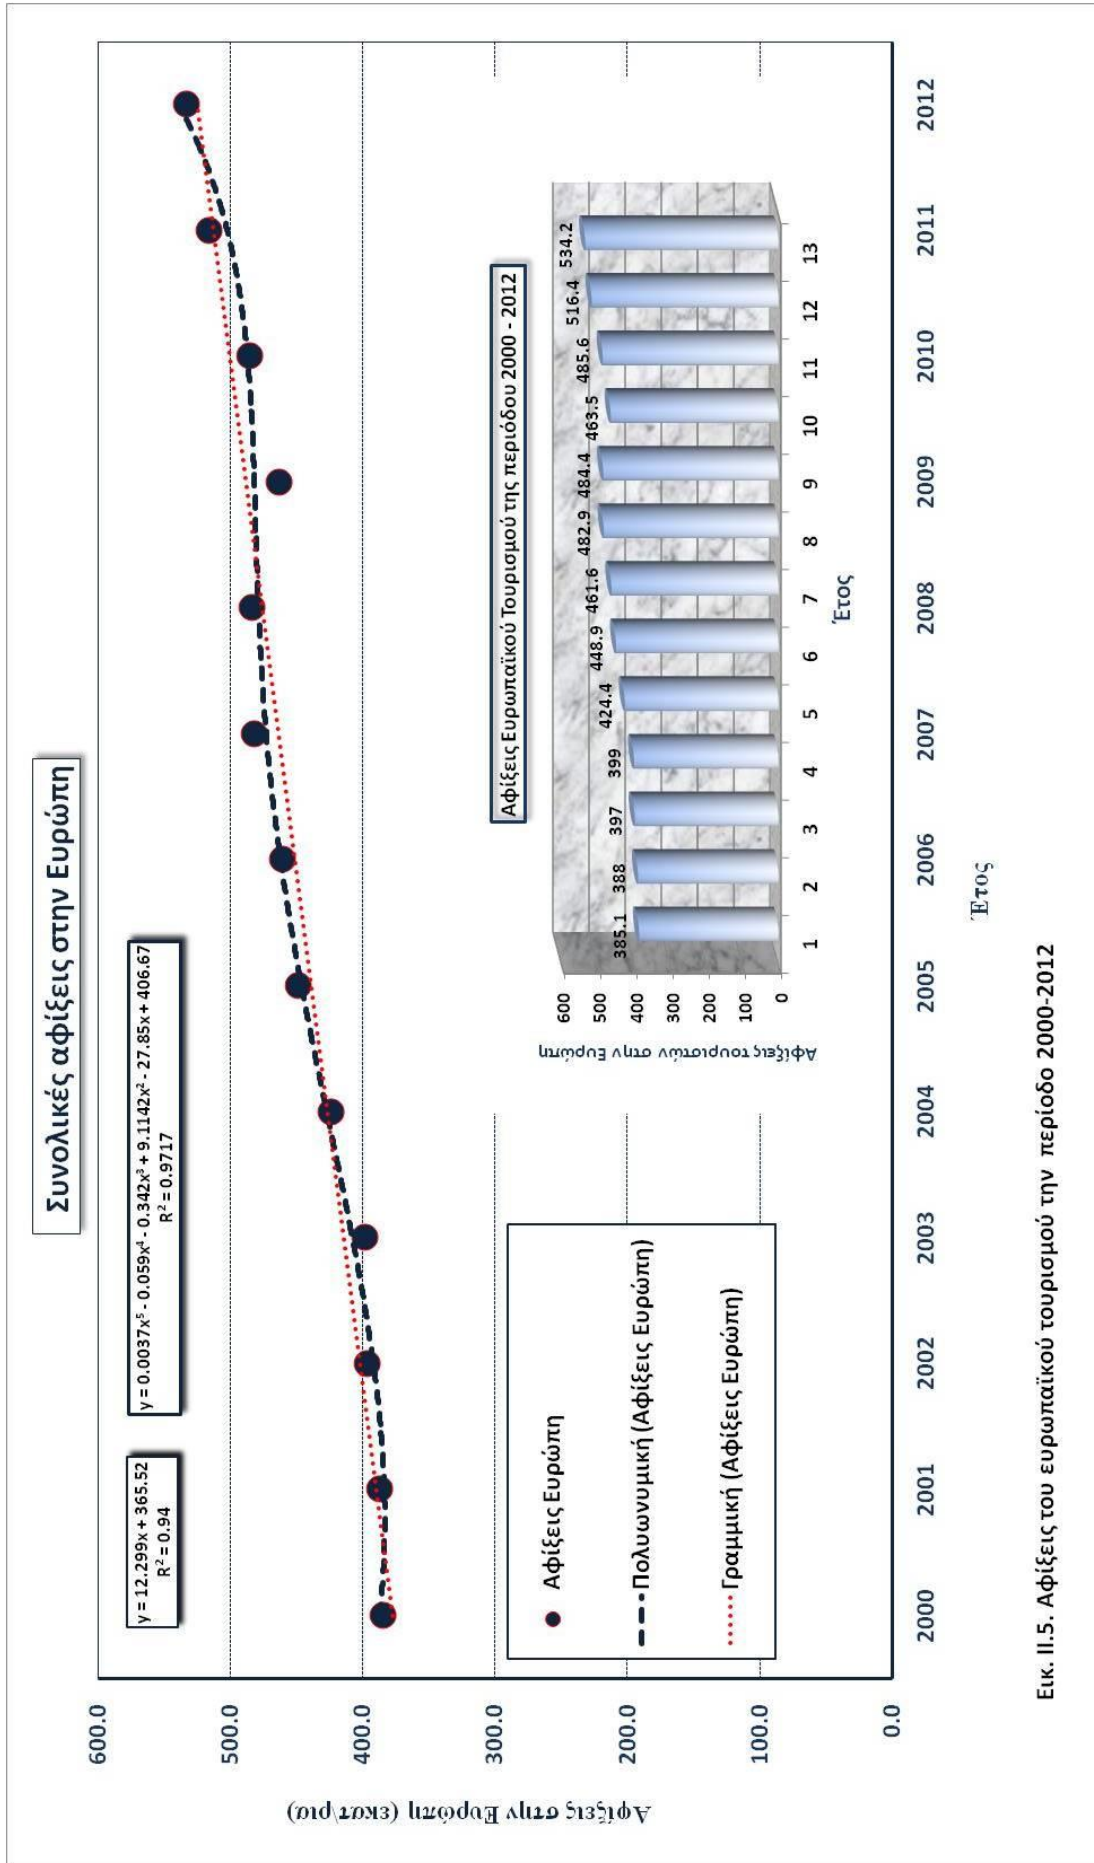 Συνολικές αφίξεις στην Ευρώπη
y = 12.299x + 365.52
R² = 0.94
y = 0.0037x⁵ - 0.059x⁴ - 0.342x³ + 9.1142x² - 27.85x + 406.67
R² = 0.9717
Αφίξεις στην Ευρώπη (εκατ\ρια)
600.0
500.0
400.0
300.0
200.0
100.0
0.0
Αφίξεις Ευρώπη
Πολυωνυμική (Αφίξεις Ευρώπη)
Γραμμική (Αφίξεις Ευρώπη)
Αφίξεις Ευρωπαϊκού Τουρισμού της περιόδου 2000 - 2012
Αφίξεις τουριστών στην Ευρώπη
600
500
400
300
200
100
0
385.1 388 397 399 424.4 448.9 461.6 482.9 484.4 463.5 485.6 516.4 534.2
1 2 3 4 5 6 7 8 9 10 11 12 13
Έτος
2000 2001 2002 2003 2004 2005 2006 2007 2008 2009 2010 2011 2012
Έτος
Εικ. ΙΙ.5. Αφίξεις του ευρωπαϊκού τουρισμού την περίοδο 2000-2012